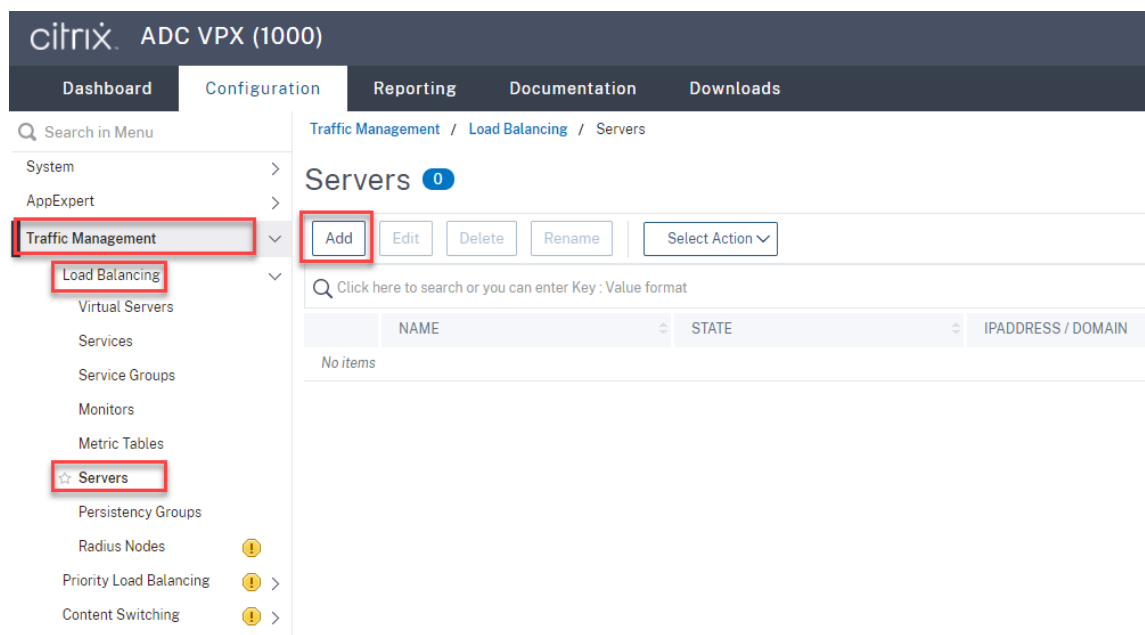 citrix. ADC VPX (1000)
Dashboard Configuration Reporting Documentation Downloads
Search in Menu
System
AppExpert
Traffic Management
Load Balancing
Virtual Servers
Services
Service Groups
Monitors
Metric Tables
Servers
Persistency Groups
Radius Nodes
Priority Load Balancing
Content Switching
Traffic Management / Load Balancing / Servers
Servers 0
Add Edit Delete Rename Select Action
Click here to search or you can enter Key : Value format
NAME STATE IPADDRESS / DOMAIN
No items